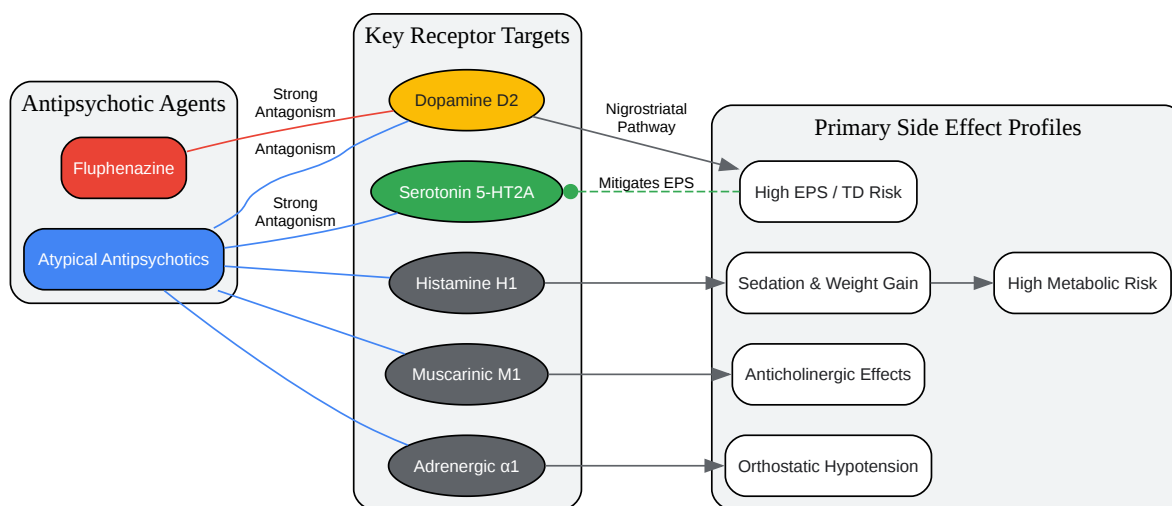 Antipsychotic Agents
Fluphenazine
Atypical Antipsychotics
Strong
Antagonism
Antagonism
Strong
Antagonism
Key Receptor Targets
Dopamine D2
Serotonin 5-HT2A
Histamine H1
Muscarinic M1
Adrenergic α1
Nigrostriatal
Pathway
Mitigates EPS
Primary Side Effect Profiles
High EPS / TD Risk
Sedation & Weight Gain
High Metabolic Risk
Anticholinergic Effects
Orthostatic Hypotension